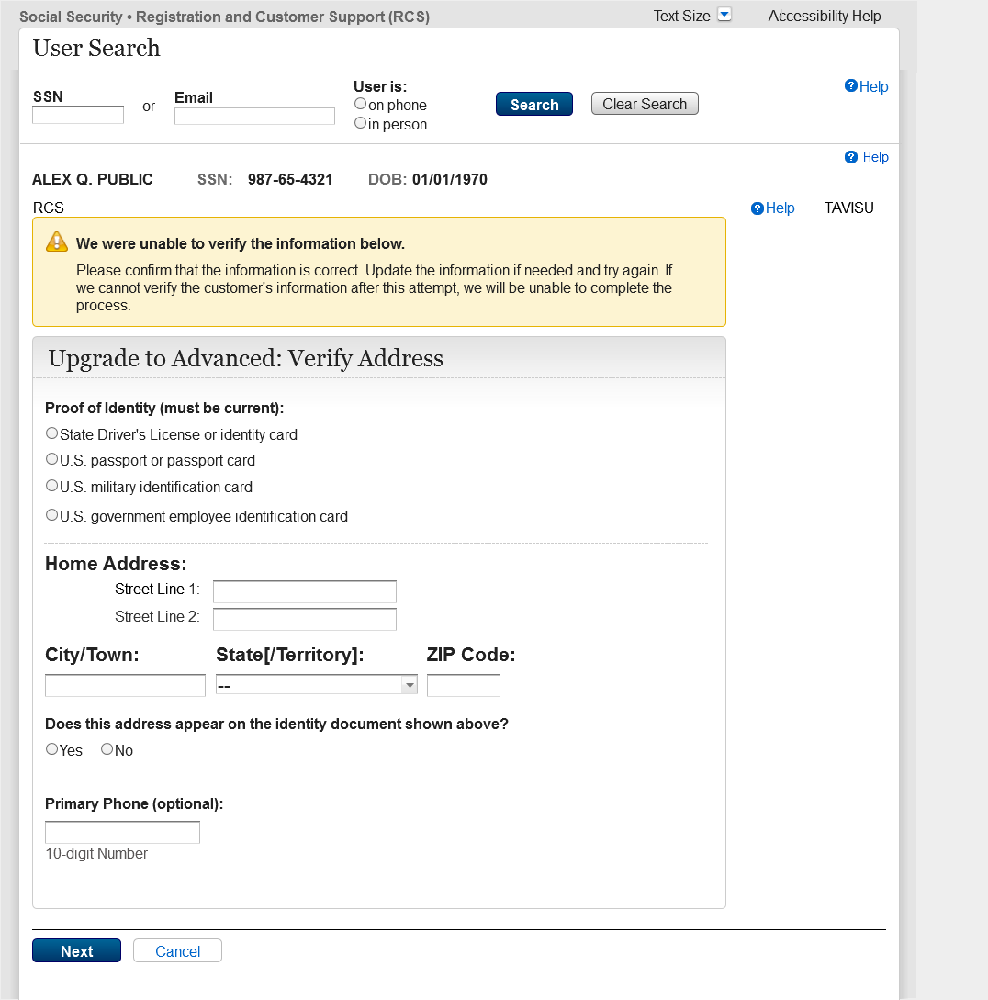 Social Security • Registration and Customer Support (RCS)
Text Size
Accessibility Help
User Search
SSN
or
Email
User is:
on phone
in person
Search
Clear Search
Help
Help
ALEX Q. PUBLIC SSN: 987-65-4321 DOB: 01/01/1970
RCS
Help
TAVISU
We were unable to verify the information below.
Please confirm that the information is correct. Update the information if needed and try again. If
we cannot verify the customer's information after this attempt, we will be unable to complete the
process.
Upgrade to Advanced: Verify Address
Proof of Identity (must be current):
State Driver's License or identity card
U.S. passport or passport card
U.S. military identification card
U.S. government employee identification card
Home Address:
Street Line 1:
Street Line 2:
City/Town: State[/Territory]: ZIP Code:
--
Does this address appear on the identity document shown above?
Yes No
Primary Phone (optional):
10-digit Number
Next Cancel